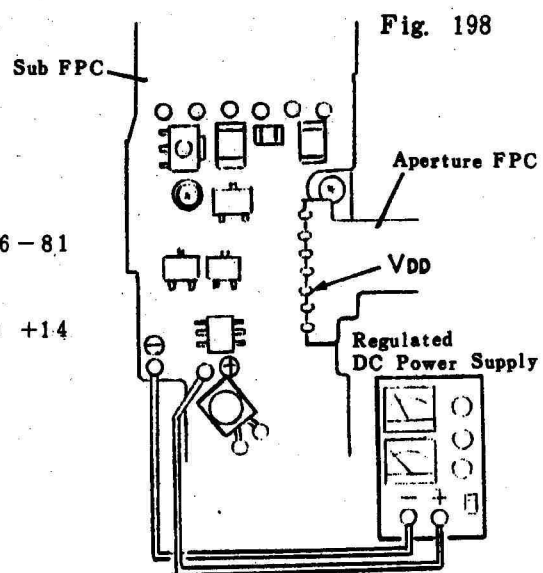 Fig. 198
Sub FPC
Aperture FPC
6-81
VDD
+14
Regulated
DC Power Supply
⊖
⊕
- +